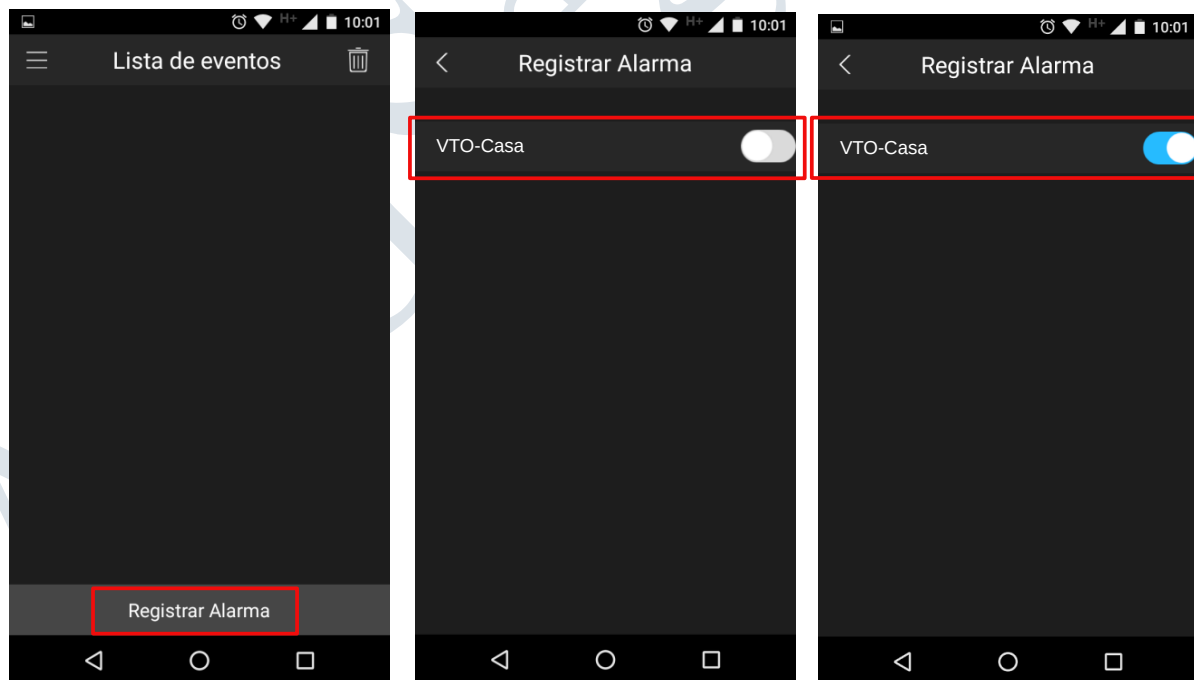 H+ 10:01
Lista de eventos
Registrar Alarma
H+ 10:01
Registrar Alarma
VTO-Casa
H+ 10:01
Registrar Alarma
VTO-Casa